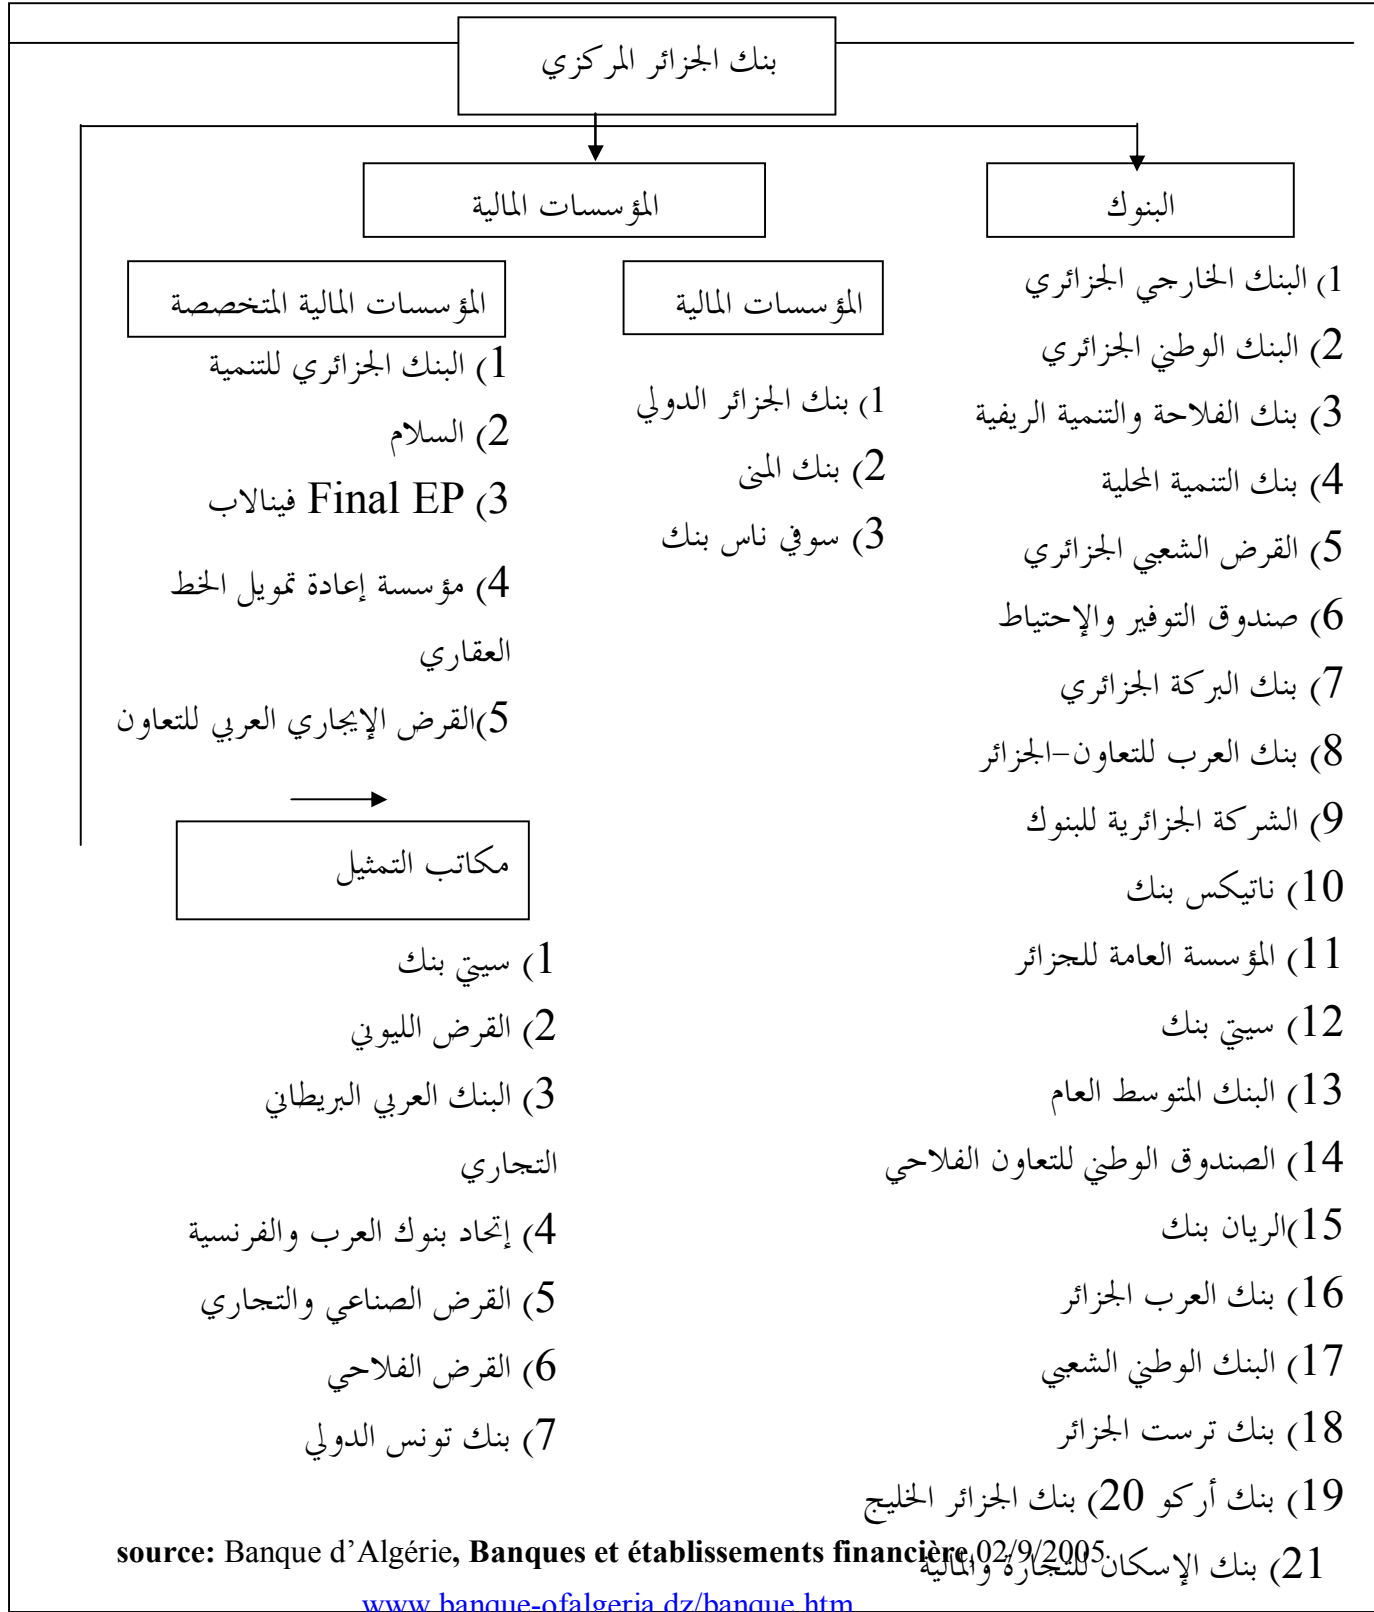 بنك الجزائر المركزي
البنوك
1) البنك الخارجي الجزائري
2) البنك الوطني الجزائري
3) بنك الفلاحة والتنمية الريفية
4) بنك التنمية المحلية
5) القرض الشعبي الجزائري
6) صندوق التوفير والإحتياط
7) بنك البركة الجزائري
8) بنك العرب للتعاون–الجزائر
9) الشركة الجزائرية للبنوك
10) ناتيكس بنك
11) المؤسسة العامة للجزائر
12) سيتي بنك
13) البنك المتوسط العام
14) الصندوق الوطني للتعاون الفلاحي
15)الريان بنك
16) بنك العرب الجزائر
17) البنك الوطني الشعبي
18) بنك ترست الجزائر
19) بنك أركو 20) بنك الجزائر الخليج
21) بنك الإسكان للتجارة والمالية
المؤسسات المالية
المؤسسات المالية
1) بنك الجزائر الدولي
2) بنك المنى
3) سوفي ناس بنك
المؤسسات المالية المتخصصة
1) البنك الجزائري للتنمية
2) السلام
3) Final EP فينالاب
4) مؤسسة إعادة تمويل الخط
العقاري
5)القرض الإيجاري العربي للتعاون
مكاتب التمثيل
1) سيتي بنك
2) القرض الليوني
3) البنك العربي البريطاني
التجاري
4) إتحاد بنوك العرب والفرنسية
5) القرض الصناعي والتجاري
6) القرض الفلاحي
7) بنك تونس الدولي
source: Banque d’Algérie, Banques et établissements financière,02/9/2005
www.banque-ofalgeria.dz/banque.htm